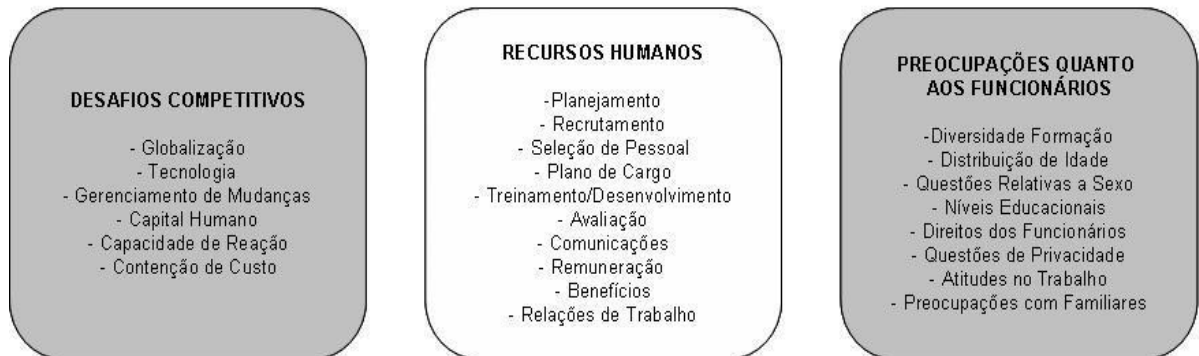 DESAFIOS COMPETITIVOS
- Globalização
- Tecnologia
- Gerenciamento de Mudanças
- Capital Humano
- Capacidade de Reação
- Contenção de Custo
RECURSOS HUMANOS
-Planejamento
- Recrutamento
- Seleção de Pessoal
- Plano de Cargo
- Treinamento/Desenvolvimento
- Avaliação
- Comunicações
- Remuneração
- Benefícios
- Relações de Trabalho
PREOCUPAÇÕES QUANTO
AOS FUNCIONÁRIOS
-Diversidade Formação
- Distribuição de Idade
- Questões Relativas a Sexo
- Níveis Educacionais
- Direitos dos Funcionários
- Questões de Privacidade
- Atitudes no Trabalho
- Preocupações com Familiares